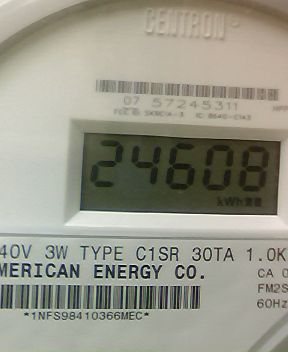 CENTRON®
07 57245311
24608
kWh
40V 3W TYPE C1SR 30TA 1.0K
MERICAN ENERGY CO.
CA 0
FM2S
60Hz
*1NFS98410366MEC*